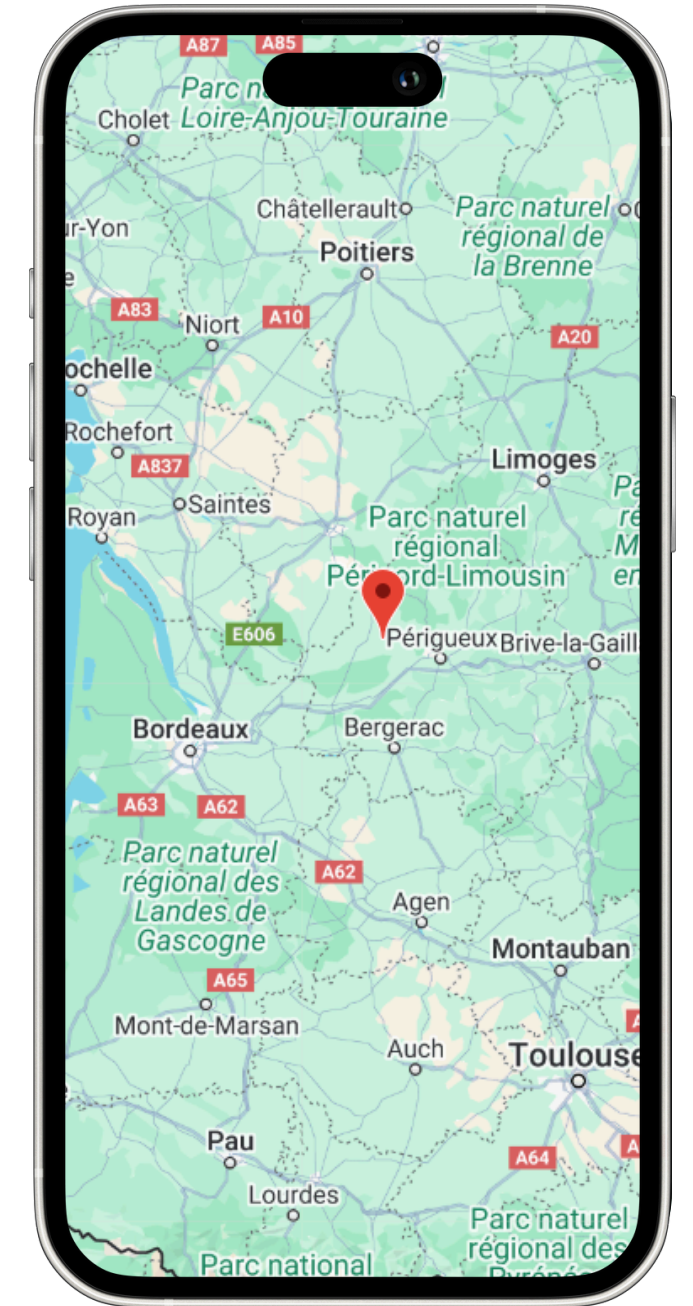 A87
A85
Cholet
Loire-Anjou-Touraine
Châtellerault
Parc naturel
régional de
la Brenne
ur-Yon
Poitiers
A83
Niort
A10
A20
ochelle
Rochefort
A837
Limoges
Saintes
Royan
Parc naturel
régional
Périgord-Limousin
E606
Périgueux
Brive-la-Gaill
Bordeaux
Bergerac
A63
A62
Parc naturel
régional des
Landes de
Gascogne
A62
Agen
Montauban
A65
Mont-de-Marsan
Auch
Toulouse
Pau
A64
Lourdes
Parc naturel
régional des
Parc national